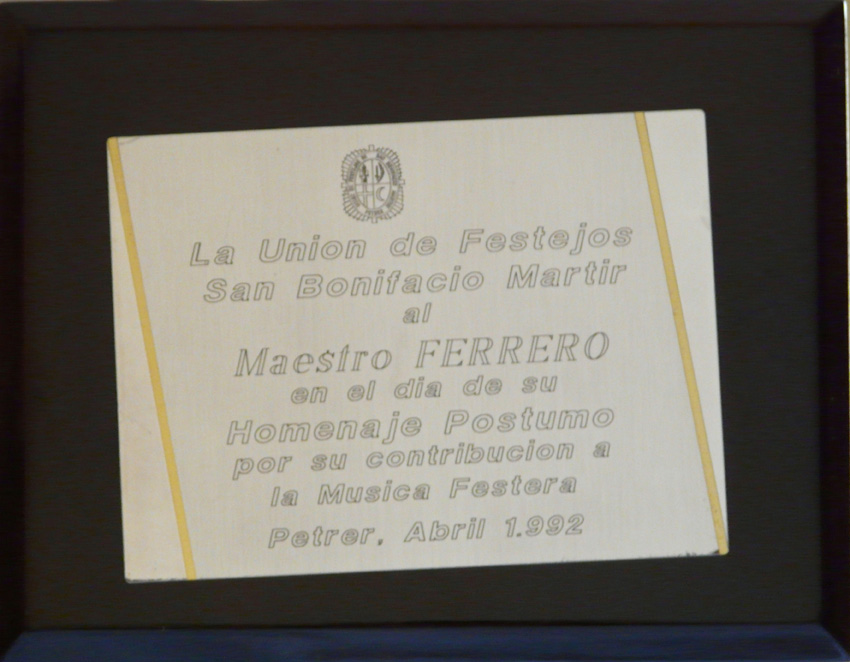 La Union de Festejos
San Bonifacio Martir
al
Maestro FERRERO
en el dia de su
Homenaje Postumo
por su contribucion a
la Musica Festera
Petrer, Abril 1.992